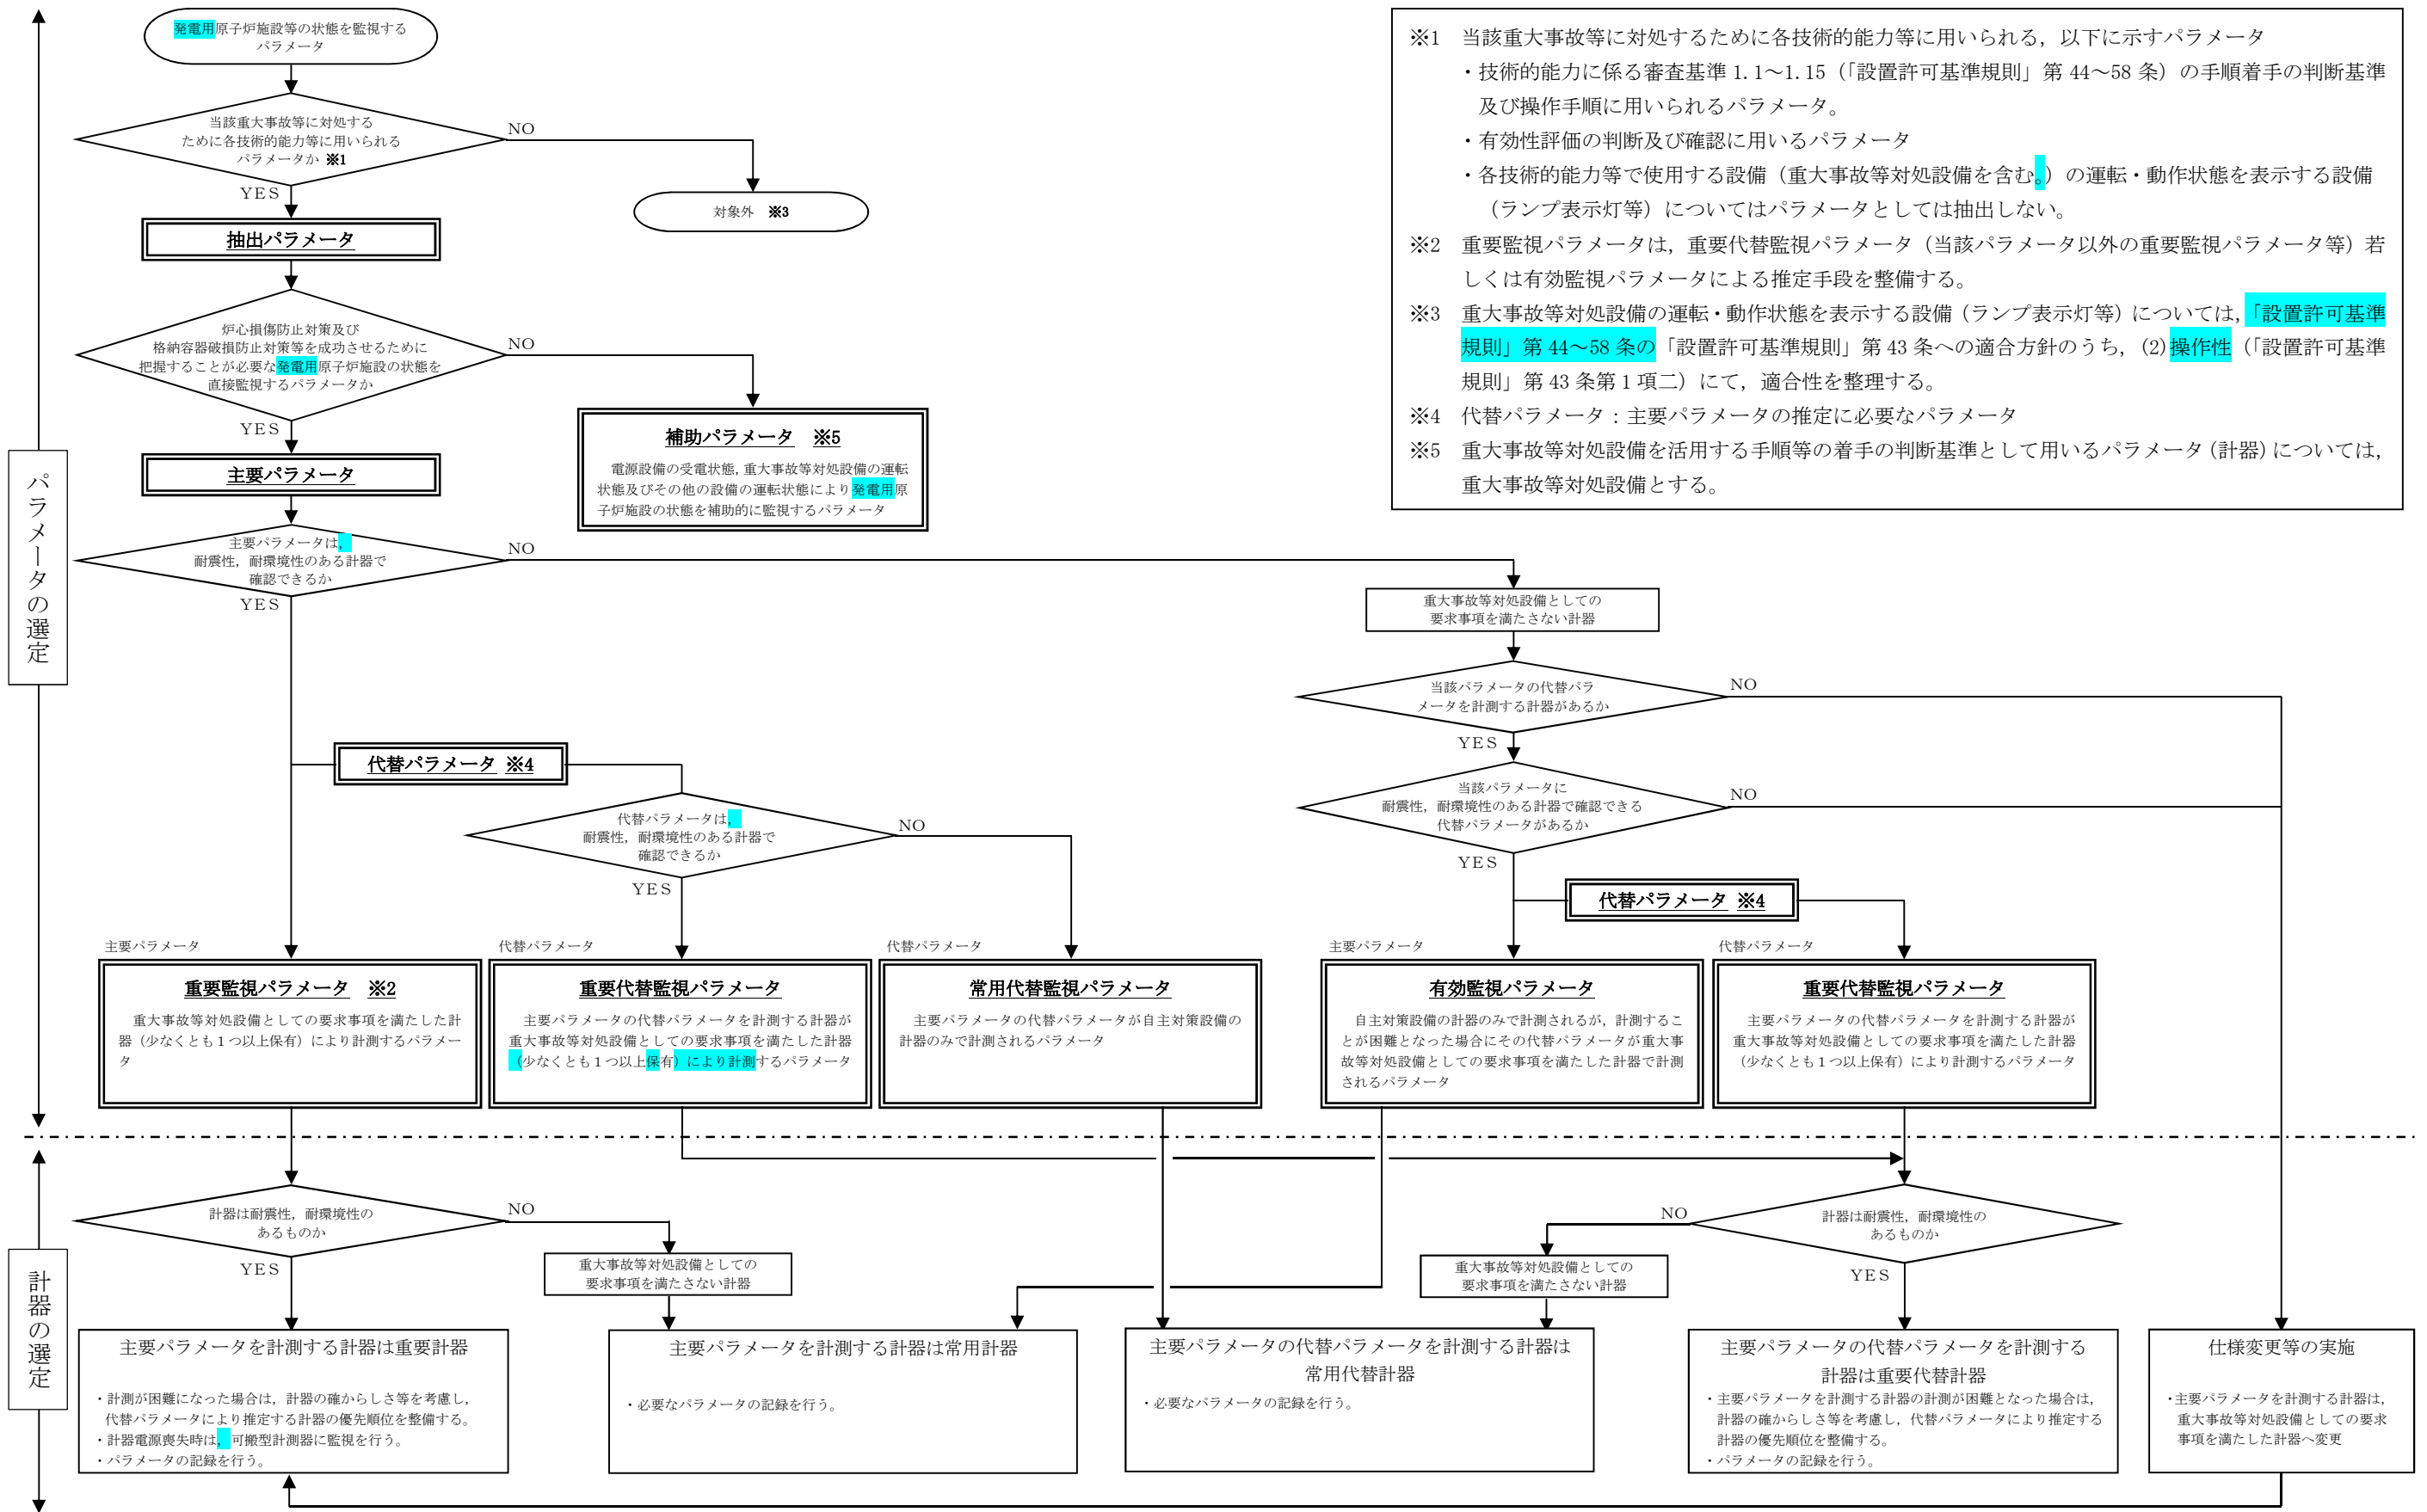 発電用原子炉施設等の状態を監視する
パラメータ
当該重大事故等に対処する
ために各技術的能力等に用いられる
パラメータか ※1
NO
YES
対象外 ※3
抽出パラメータ
炉心損傷防止対策及び
格納容器破損防止対策等を成功させるために
把握することが必要な発電用原子炉施設の状態を
直接監視するパラメータか
NO
YES
補助パラメータ ※5
電源設備の受電状態，重大事故等対処設備の運転
状態及びその他の設備の運転状態により発電用原
子炉施設の状態を補助的に監視するパラメータ
主要パラメータ
主要パラメータは，
耐震性，耐環境性のある計器で
確認できるか
NO
YES
※1 当該重大事故等に対処するために各技術的能力等に用いられる，以下に示すパラメータ
・技術的能力に係る審査基準 1.1～1.15（「設置許可基準規則」第 44～58 条）の手順着手の判断基準
及び操作手順に用いられるパラメータ。
・有効性評価の判断及び確認に用いるパラメータ
・各技術的能力等で使用する設備（重大事故等対処設備を含む。）の運転・動作状態を表示する設備
（ランプ表示灯等）についてはパラメータとしては抽出しない。
※2 重要監視パラメータは，重要代替監視パラメータ（当該パラメータ以外の重要監視パラメータ等）若
しくは有効監視パラメータによる推定手段を整備する。
※3 重大事故等対処設備の運転・動作状態を表示する設備（ランプ表示灯等）については，「設置許可基準
規則」第 44～58 条の「設置許可基準規則」第 43 条への適合方針のうち，(2)操作性（「設置許可基準
規則」第 43 条第 1 項二）にて，適合性を整理する。
※4 代替パラメータ：主要パラメータの推定に必要なパラメータ
※5 重大事故等対処設備を活用する手順等の着手の判断基準として用いるパラメータ（計器）については，
重大事故等対処設備とする。
パラメータの選定
重大事故等対処設備としての
要求事項を満たさない計器
当該パラメータの代替パラ
メータを計測する計器があるか
NO
YES
当該パラメータに
耐震性，耐環境性のある計器で確認できる
代替パラメータがあるか
NO
YES
代替パラメータ ※4
代替パラメータは，
耐震性，耐環境性のある計器で
確認できるか
NO
YES
代替パラメータ ※4
主要パラメータ
重要監視パラメータ ※2
重大事故等対処設備としての要求事項を満たした計
器（少なくとも１つ以上保有）により計測するパラメー
タ
代替パラメータ
重要代替監視パラメータ
主要パラメータの代替パラメータを計測する計器が
重大事故等対処設備としての要求事項を満たした計器
（少なくとも１つ以上保有）により計測するパラメータ
代替パラメータ
常用代替監視パラメータ
主要パラメータの代替パラメータが自主対策設備の
計器のみで計測されるパラメータ
主要パラメータ
有効監視パラメータ
自主対策設備の計器のみで計測されるが，計測するこ
とが困難となった場合にその代替パラメータが重大事
故等対処設備としての要求事項を満たした計器で計測
されるパラメータ
代替パラメータ
重要代替監視パラメータ
主要パラメータの代替パラメータを計測する計器が
重大事故等対処設備としての要求事項を満たした計器
（少なくとも１つ以上保有）により計測するパラメータ
計器の選定
計器は耐震性，耐環境性の
あるものか
NO
YES
重大事故等対処設備としての
要求事項を満たさない計器
計器は耐震性，耐環境性の
あるものか
NO
YES
重大事故等対処設備としての
要求事項を満たさない計器
主要パラメータを計測する計器は重要計器
・計測が困難になった場合は，計器の確からしさ等を考慮し，
代替パラメータにより推定する計器の優先順位を整備する。
・計器電源喪失時は，可搬型計測器に監視を行う。
・パラメータの記録を行う。
主要パラメータを計測する計器は常用計器
・必要なパラメータの記録を行う。
主要パラメータの代替パラメータを計測する計器は
常用代替計器
・必要なパラメータの記録を行う。
主要パラメータの代替パラメータを計測する
計器は重要代替計器
・主要パラメータを計測する計器の計測が困難となった場合は，
計器の確からしさ等を考慮し，代替パラメータにより推定する
計器の優先順位を整備する。
・パラメータの記録を行う。
仕様変更等の実施
・主要パラメータを計測する計器は，
重大事故等対処設備としての要求
事項を満たした計器へ変更